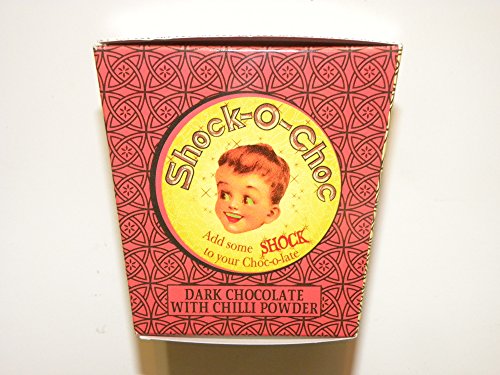 Shock-O-Choc
Add some SHOCK
to your Choc-o-late
DARK CHOCOLATE
WITH CHILLI POWDER